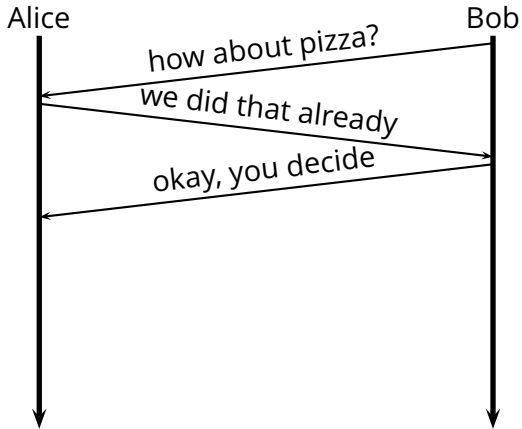 Alice
Bob
how about pizza?
we did that already
okay, you decide